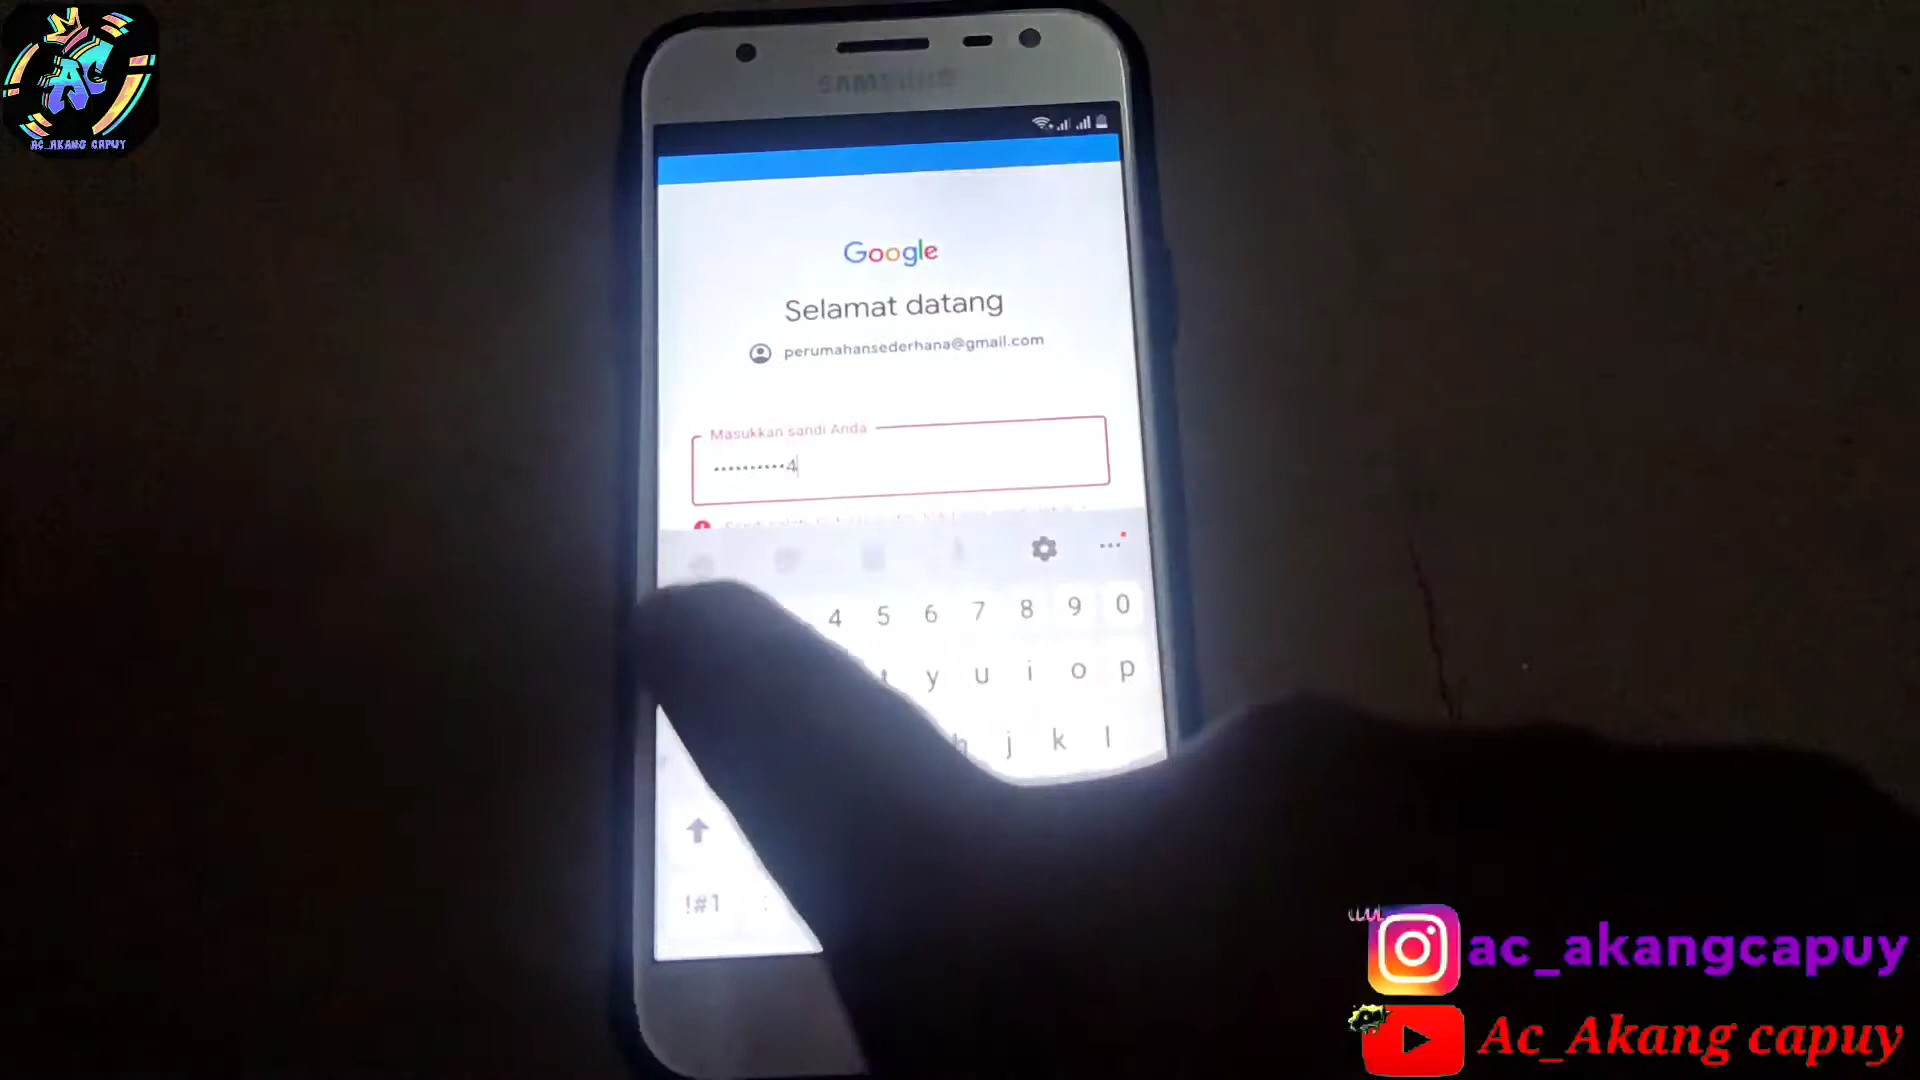 AC
AC_AKANG CAPUY
SAMSUNG
Google
Selamat datang
perumahansederhana@gmail.com
Masukkan sandi Anda
••••••••••4
4 5 6 7 8 9 0
t y u i o p
h j k l
!#1
ac_akangcapuy
Ac_Akang capuy